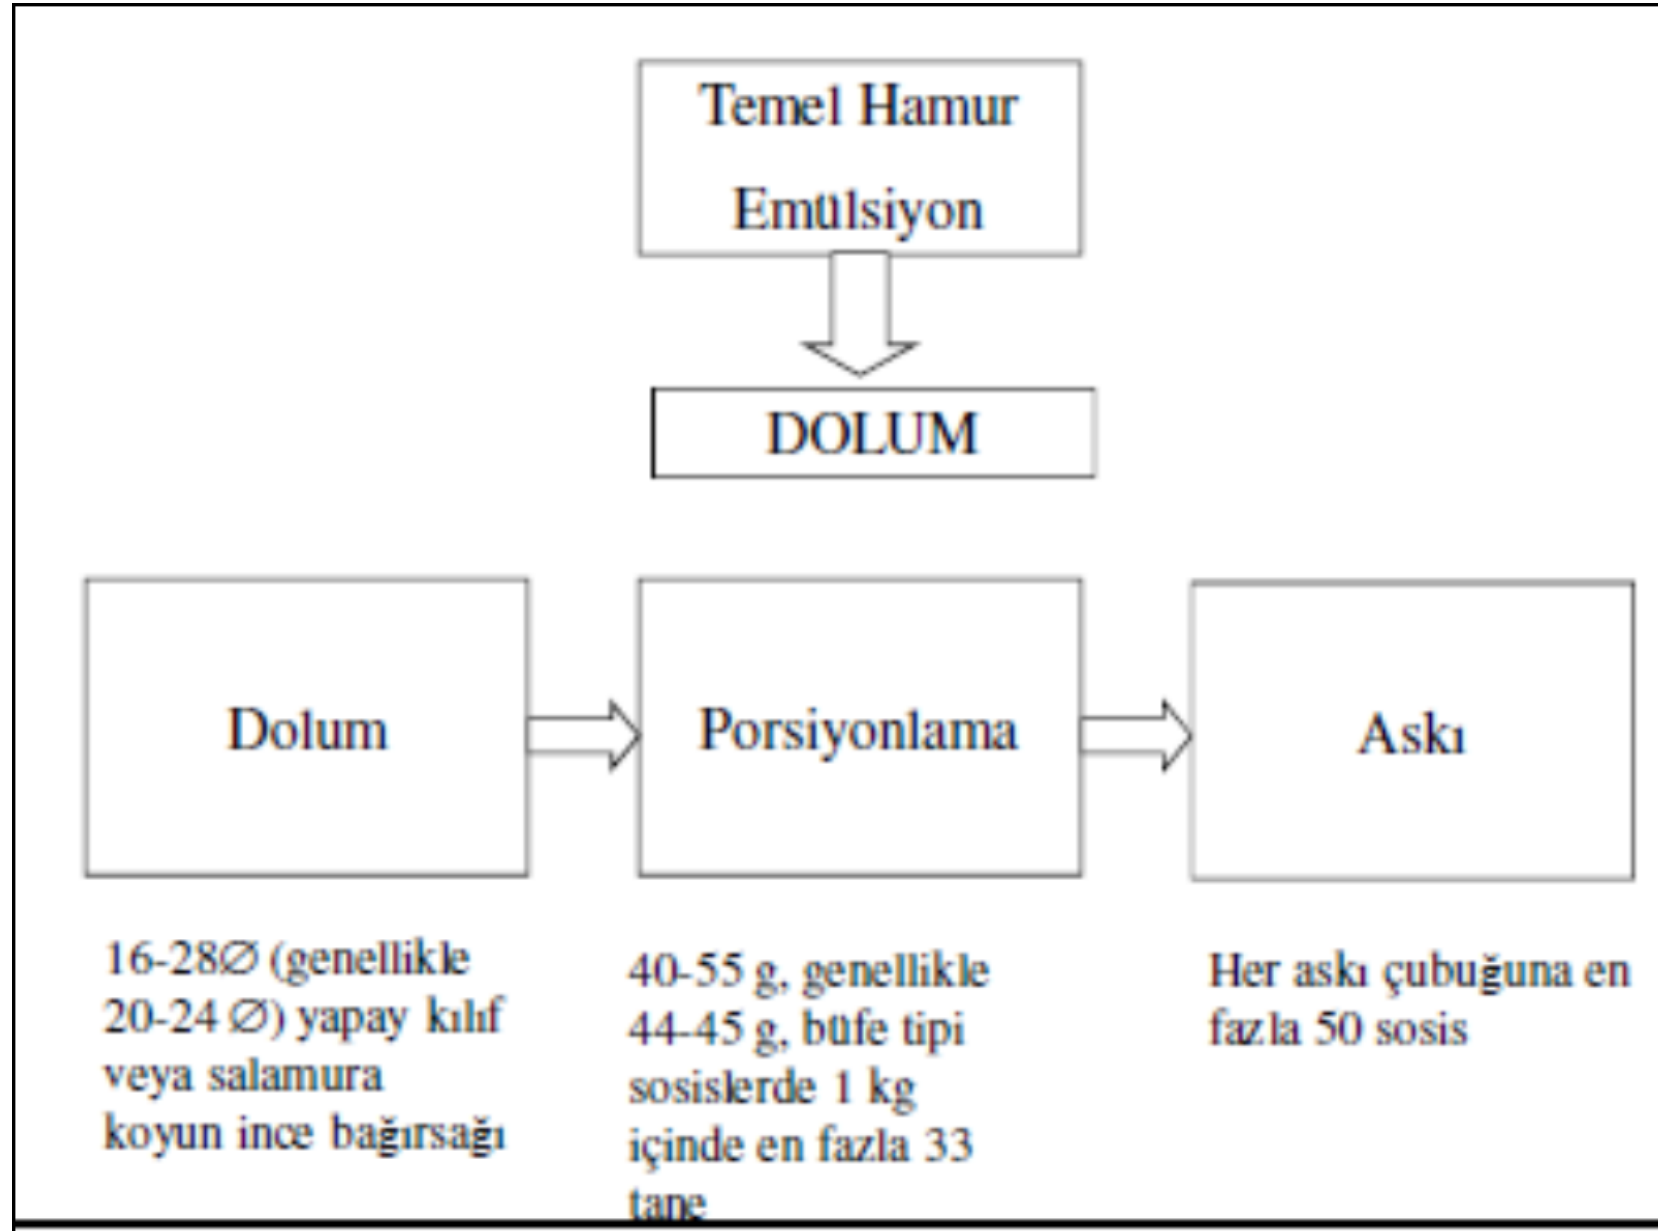 Temel Hamur
Emülsiyon
DOLUM
Dolum
Porsiyonlama
Askı
16-28∅ (genellikle
20-24 ∅) yapay kılıf
veya salamura
koyun ince bağırsağı
40-55 g, genellikle
44-45 g, büfe tipi
sosislerde 1 kg
içinde en fazla 33
tane
Her askı çubuğuna en
fazla 50 sosis